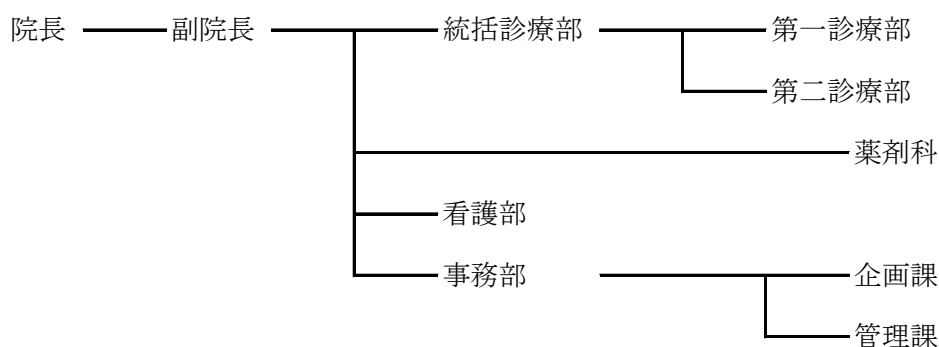 院長 副院長 統括診療部 第一診療部
第二診療部
薬剤科
看護部
事務部 企画課
管理課